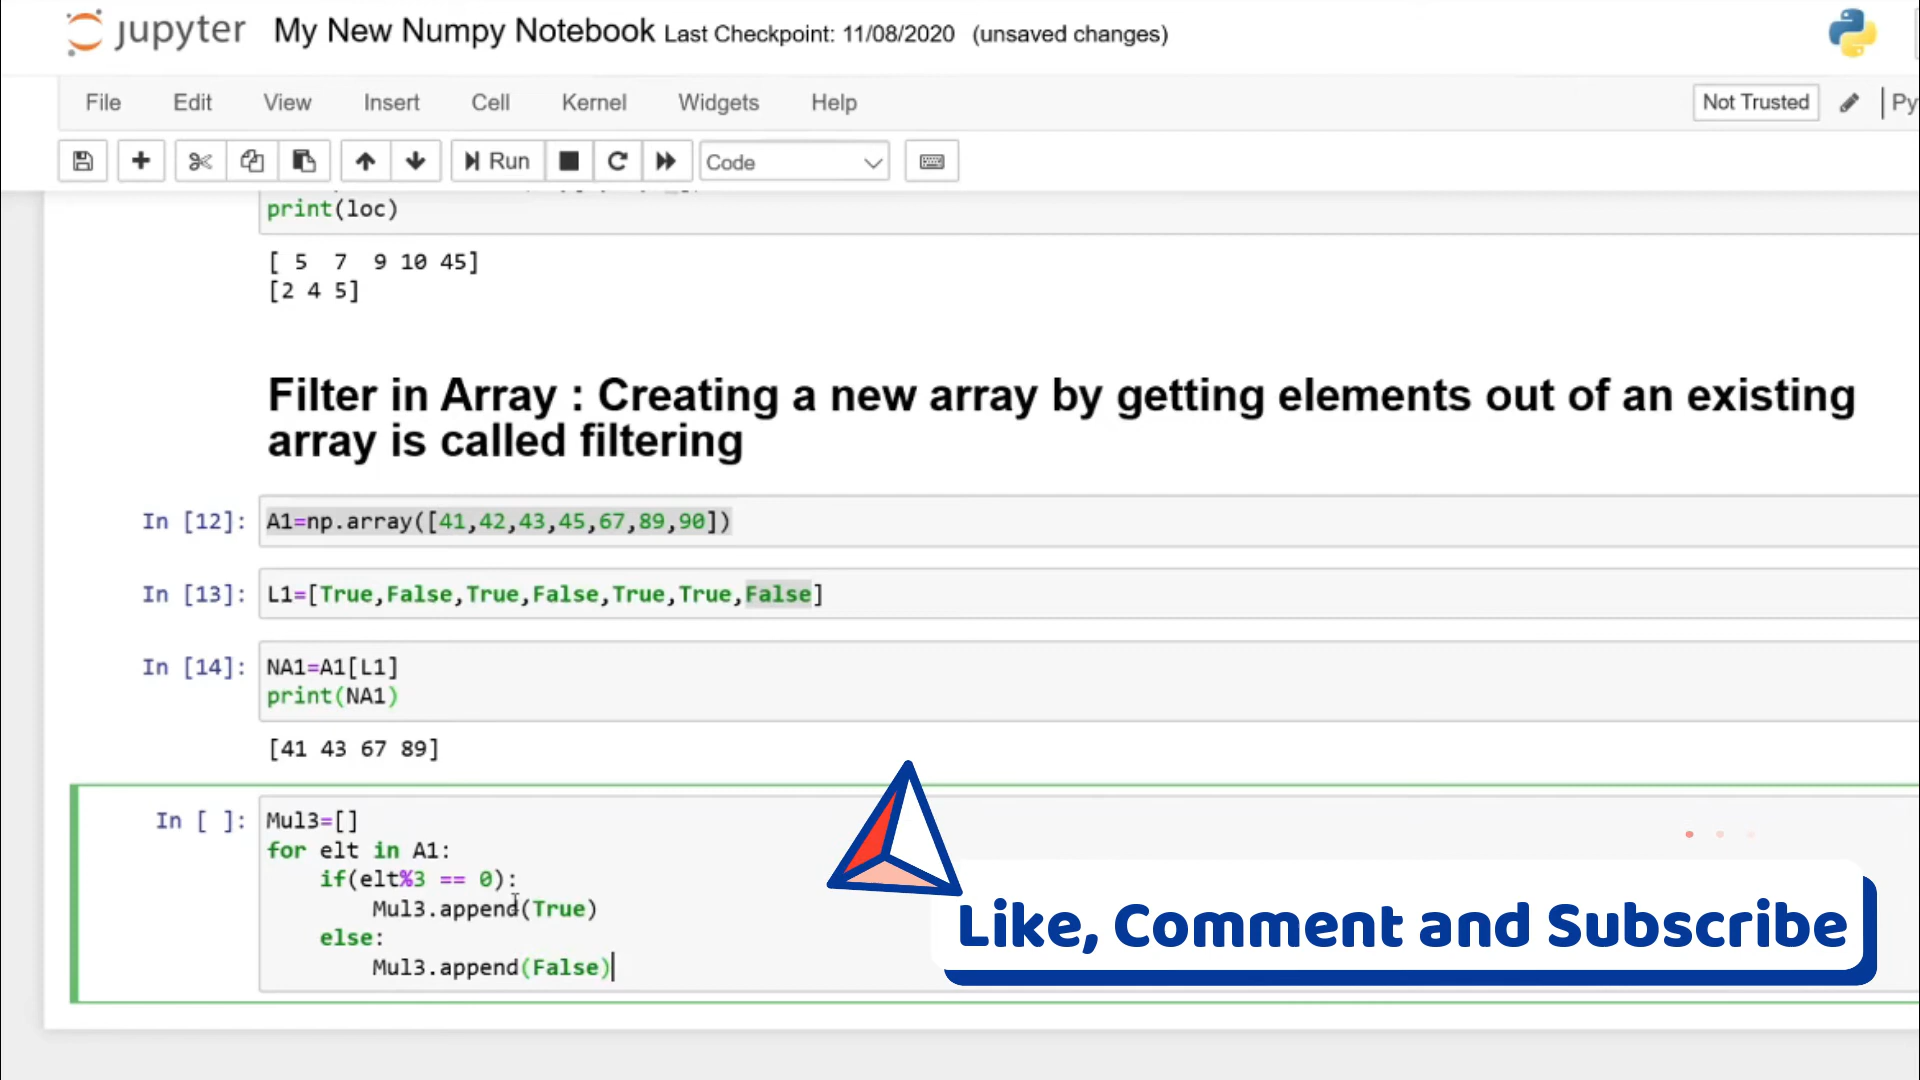 jupyter My New Numpy Notebook Last Checkpoint: 11/08/2020 (unsaved changes)
File Edit View Insert Cell Kernel Widgets Help Not Trusted Py
Run Code
print(loc)
[ 5  7  9 10 45]
[2 4 5]
Filter in Array : Creating a new array by getting elements out of an existing
array is called filtering
In [12]: A1=np.array([41,42,43,45,67,89,90])
In [13]: L1=[True,False,True,False,True,True,False]
In [14]: NA1=A1[L1]
print(NA1)
[41 43 67 89]
In [ ]: Mul3=[]
for elt in A1:
    if(elt%3 == 0):
        Mul3.append(True)
    else:
        Mul3.append(False)
Like, Comment and Subscribe